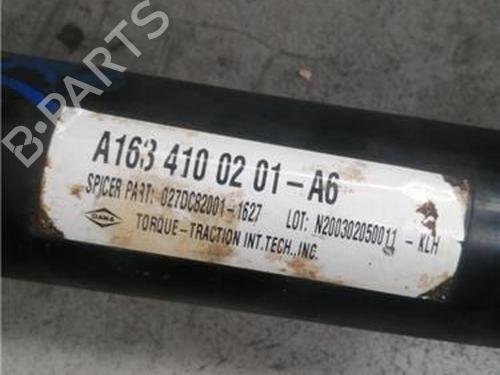 A163 410 02 01-A6
SPICER PART: 027DC82001-1627 LOT: N200302050011 - KLH
DANA
TORQUE-TRACTION INT.TECH.,INC.
B-PARTS